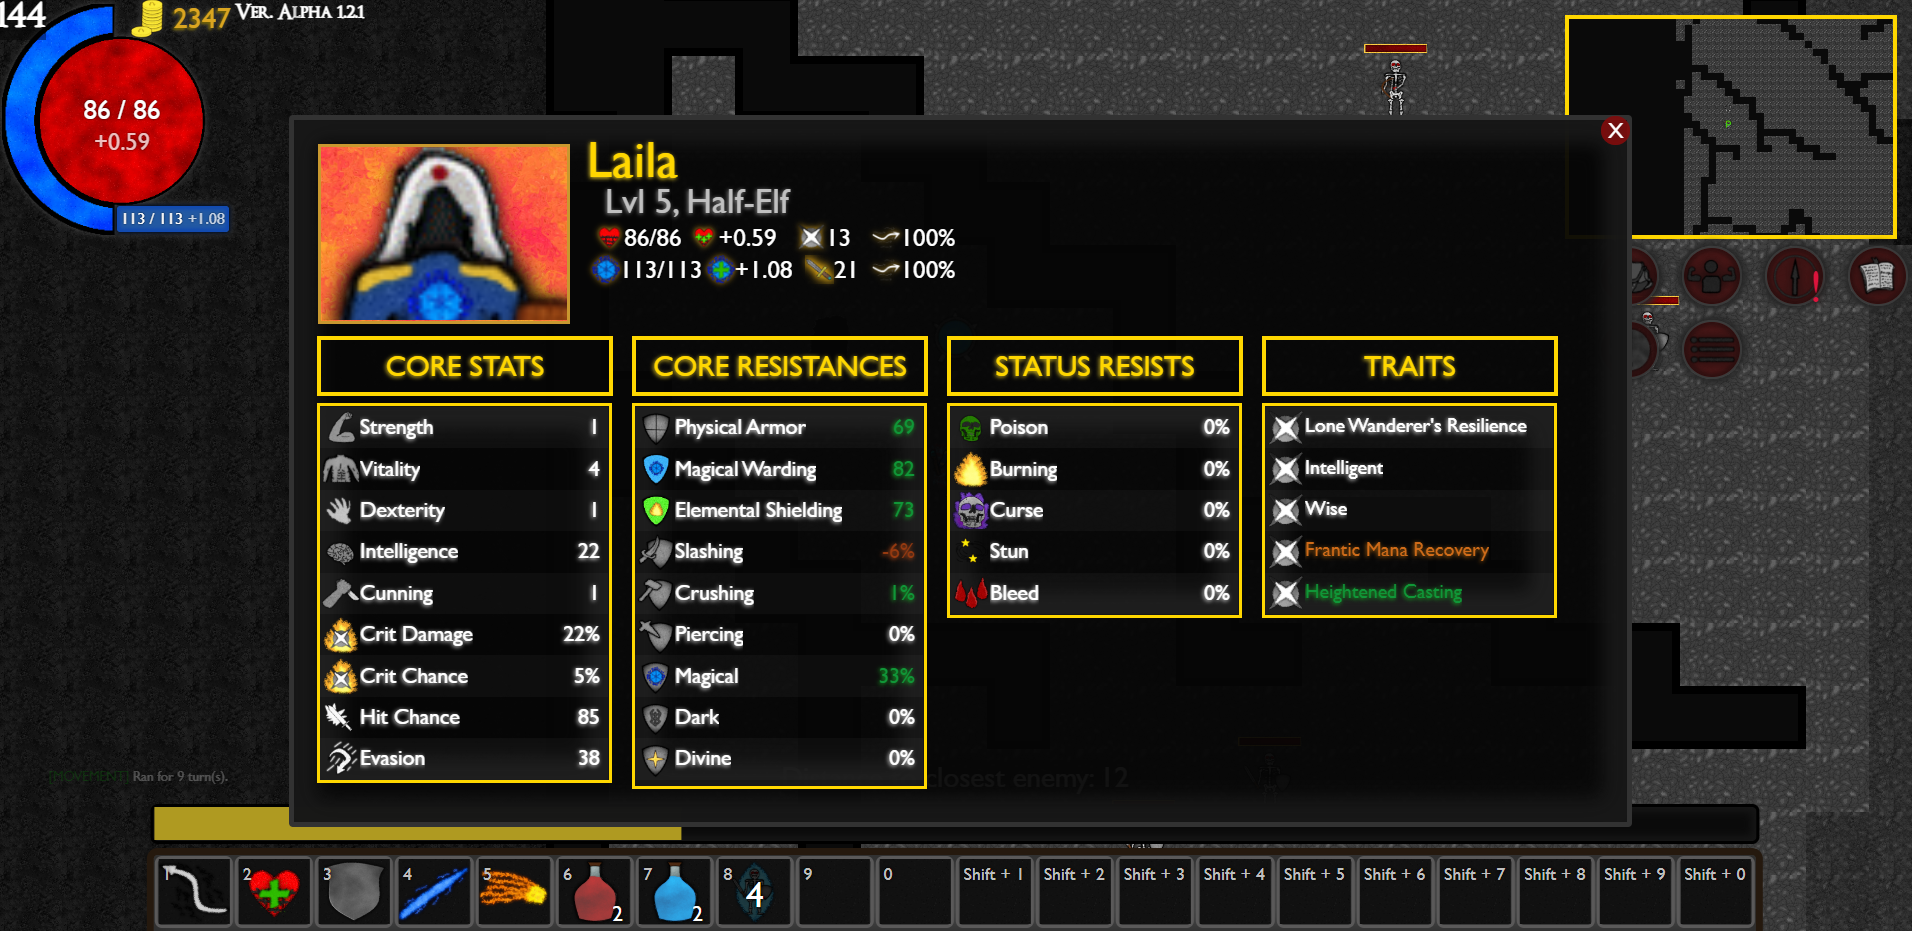 144
2347
VER. ALPHA 1.2.1
86 / 86
+0.59
113 / 113 +1.08
X
Laila
Lvl 5, Half-Elf
86/86 +0.59 13 100%
113/113 +1.08 21 100%
CORE STATS
Strength 1
Vitality 4
Dexterity 1
Intelligence 22
Cunning 1
Crit Damage 22%
Crit Chance 5%
Hit Chance 85
Evasion 38
CORE RESISTANCES
Physical Armor 69
Magical Warding 82
Elemental Shielding 73
Slashing -6%
Crushing 1%
Piercing 0%
Magical 33%
Dark 0%
Divine 0%
STATUS RESISTS
Poison 0%
Burning 0%
Curse 0%
Stun 0%
Bleed 0%
TRAITS
Lone Wanderer's Resilience
Intelligent
Wise
Frantic Mana Recovery
Heightened Casting
!
[MOVEMENT] Ran for 9 turn(s).
closest enemy: 12
1 2 3 4 5 6 7 8 9 0 Shift + 1 Shift + 2 Shift + 3 Shift + 4 Shift + 5 Shift + 6 Shift + 7 Shift + 8 Shift + 9 Shift + 0
2 2 4